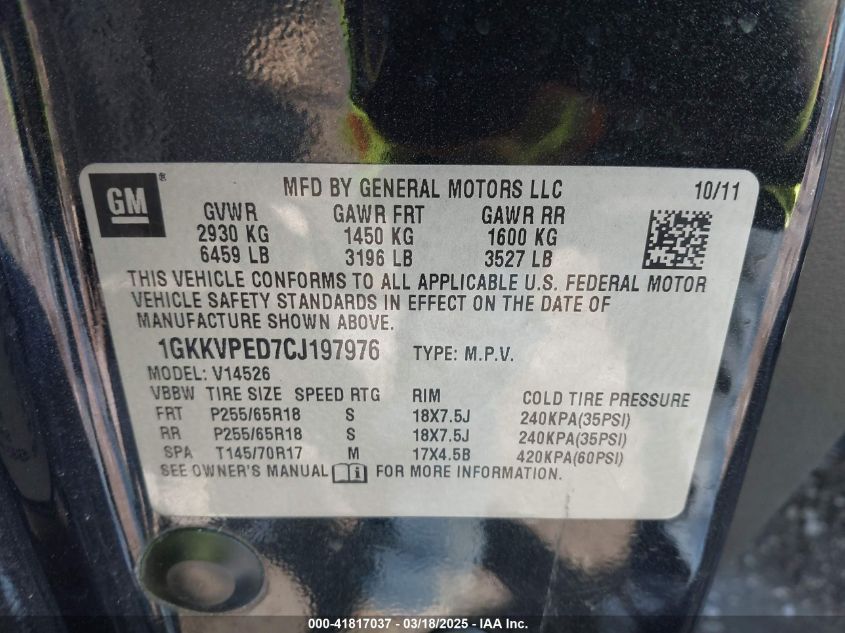 GM ® MFD BY GENERAL MOTORS LLC 10/11
GVWR GAWR FRT GAWR RR
2930 KG 1450 KG 1600 KG
6459 LB 3196 LB 3527 LB
THIS VEHICLE CONFORMS TO ALL APPLICABLE U.S. FEDERAL MOTOR
VEHICLE SAFETY STANDARDS IN EFFECT ON THE DATE OF
MANUFACTURE SHOWN ABOVE.
1GKKVPED7CJ197976 TYPE: M.P.V.
MODEL: V14526
VBBW TIRE SIZE SPEED RTG RIM COLD TIRE PRESSURE
FRT P255/65R18 S 18X7.5J 240KPA(35PSI)
RR P255/65R18 S 18X7.5J 240KPA(35PSI)
SPA T145/70R17 M 17X4.5B 420KPA(60PSI)
SEE OWNER'S MANUAL i FOR MORE INFORMATION.
000-41817037 - 03/18/2025 - IAA Inc.